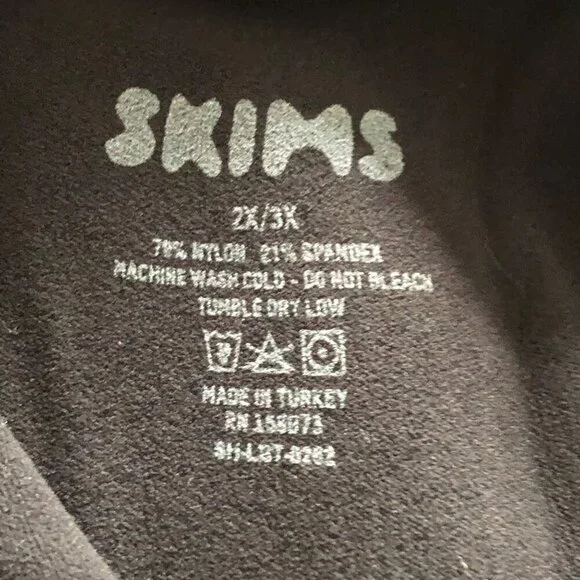 SKIMS
2X/3X
79% NYLON 21% SPANDEX
MACHINE WASH COLD - DO NOT BLEACH
TUMBLE DRY LOW
MADE IN TURKEY
RN